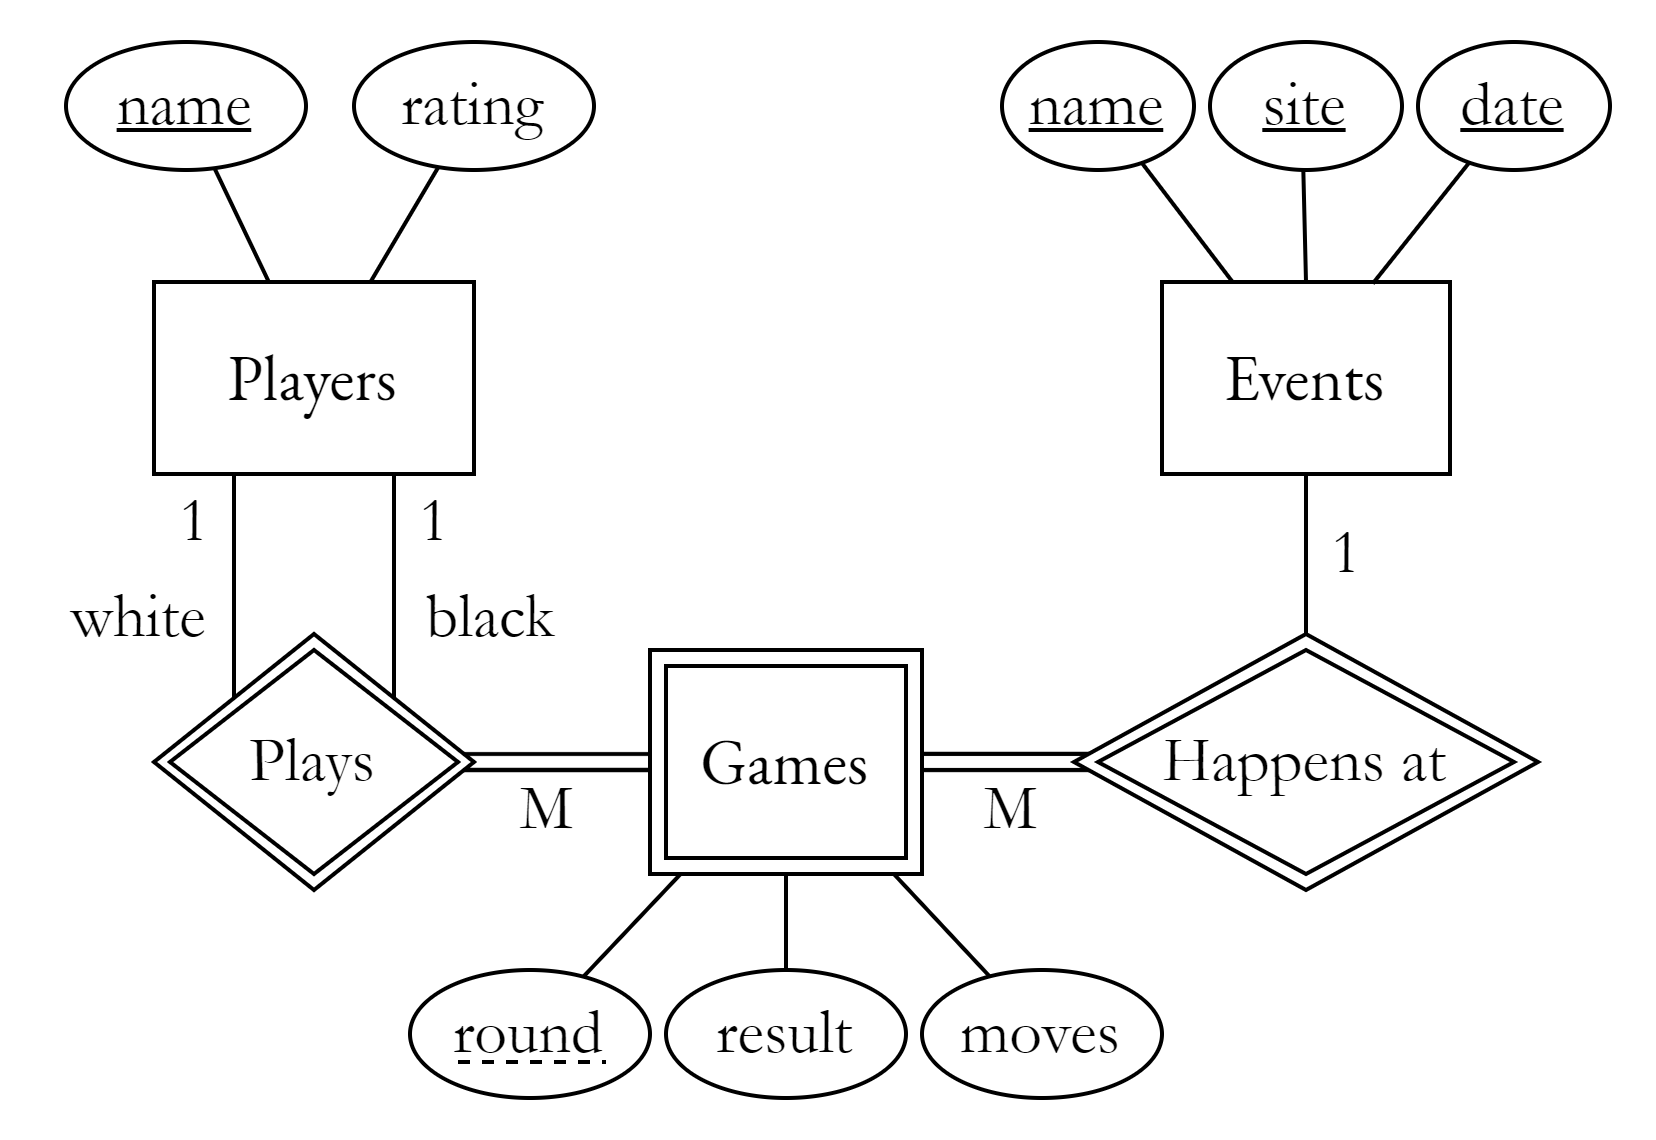 name
rating
name
site
date
Players
Events
1
1
1
white
black
Plays
Games
Happens at
M
M
round
result
moves